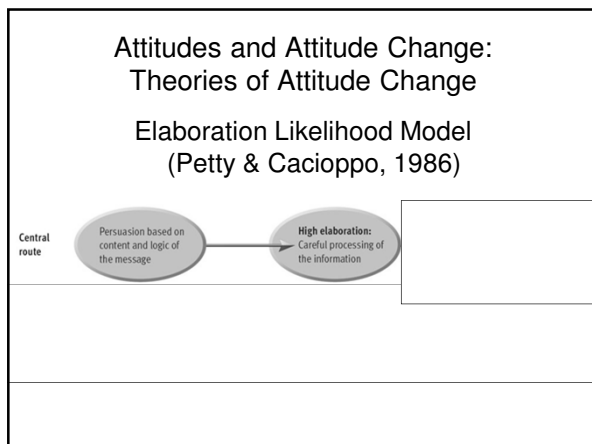 Attitudes and Attitude Change:
Theories of Attitude Change
Elaboration Likelihood Model
(Petty & Cacioppo, 1986)
Central
route
Persuasion based on
content and logic of
the message
High elaboration:
Careful processing of
the information